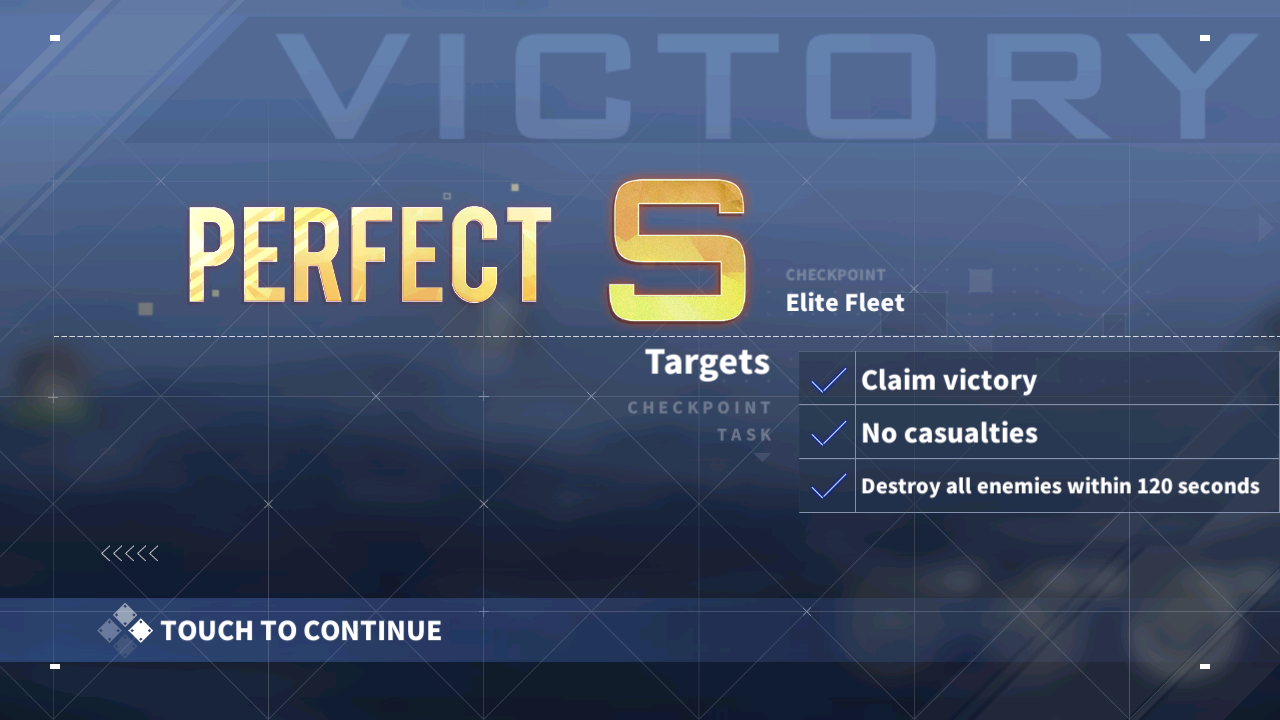 VICTORY
PERFECT S
CHECKPOINT
Elite Fleet
Targets
CHECKPOINT
TASK
Claim victory
No casualties
Destroy all enemies within 120 seconds
TOUCH TO CONTINUE